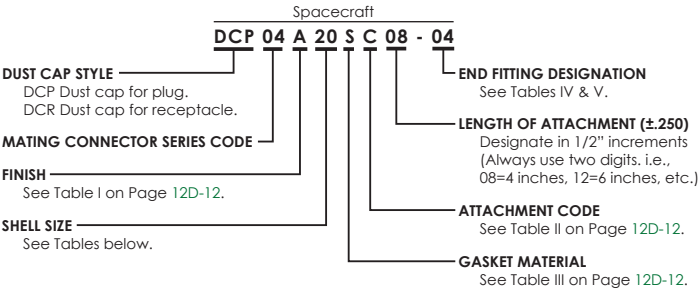 Spacecraft
DCP 04 A 20 S C 08 - 04
DUST CAP STYLE
DCP Dust cap for plug.
DCR Dust cap for receptacle.
MATING CONNECTOR SERIES CODE
FINISH
See Table I on Page 12D-12.
SHELL SIZE
See Tables below.
END FITTING DESIGNATION
See Tables IV & V.
LENGTH OF ATTACHMENT (±.250)
Designate in 1/2" increments
(Always use two digits. i.e.,
08=4 inches, 12=6 inches, etc.)
ATTACHMENT CODE
See Table II on Page 12D-12.
GASKET MATERIAL
See Table III on Page 12D-12.